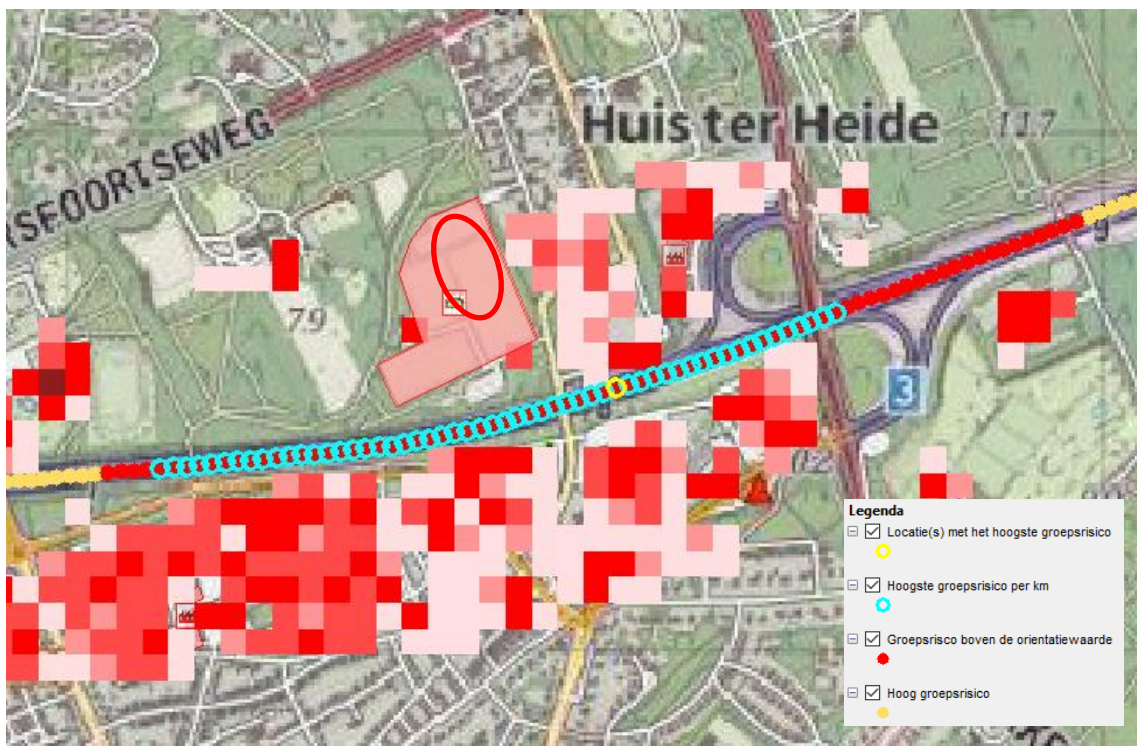 Huis ter Heide
117
SFOORTSEWEG
79
3
Legenda
Locatie(s) met het hoogste groepsrisico
Hoogste groepsrisico per km
Groepsrisco boven de orientatiewaarde
Hoog groepsrisico